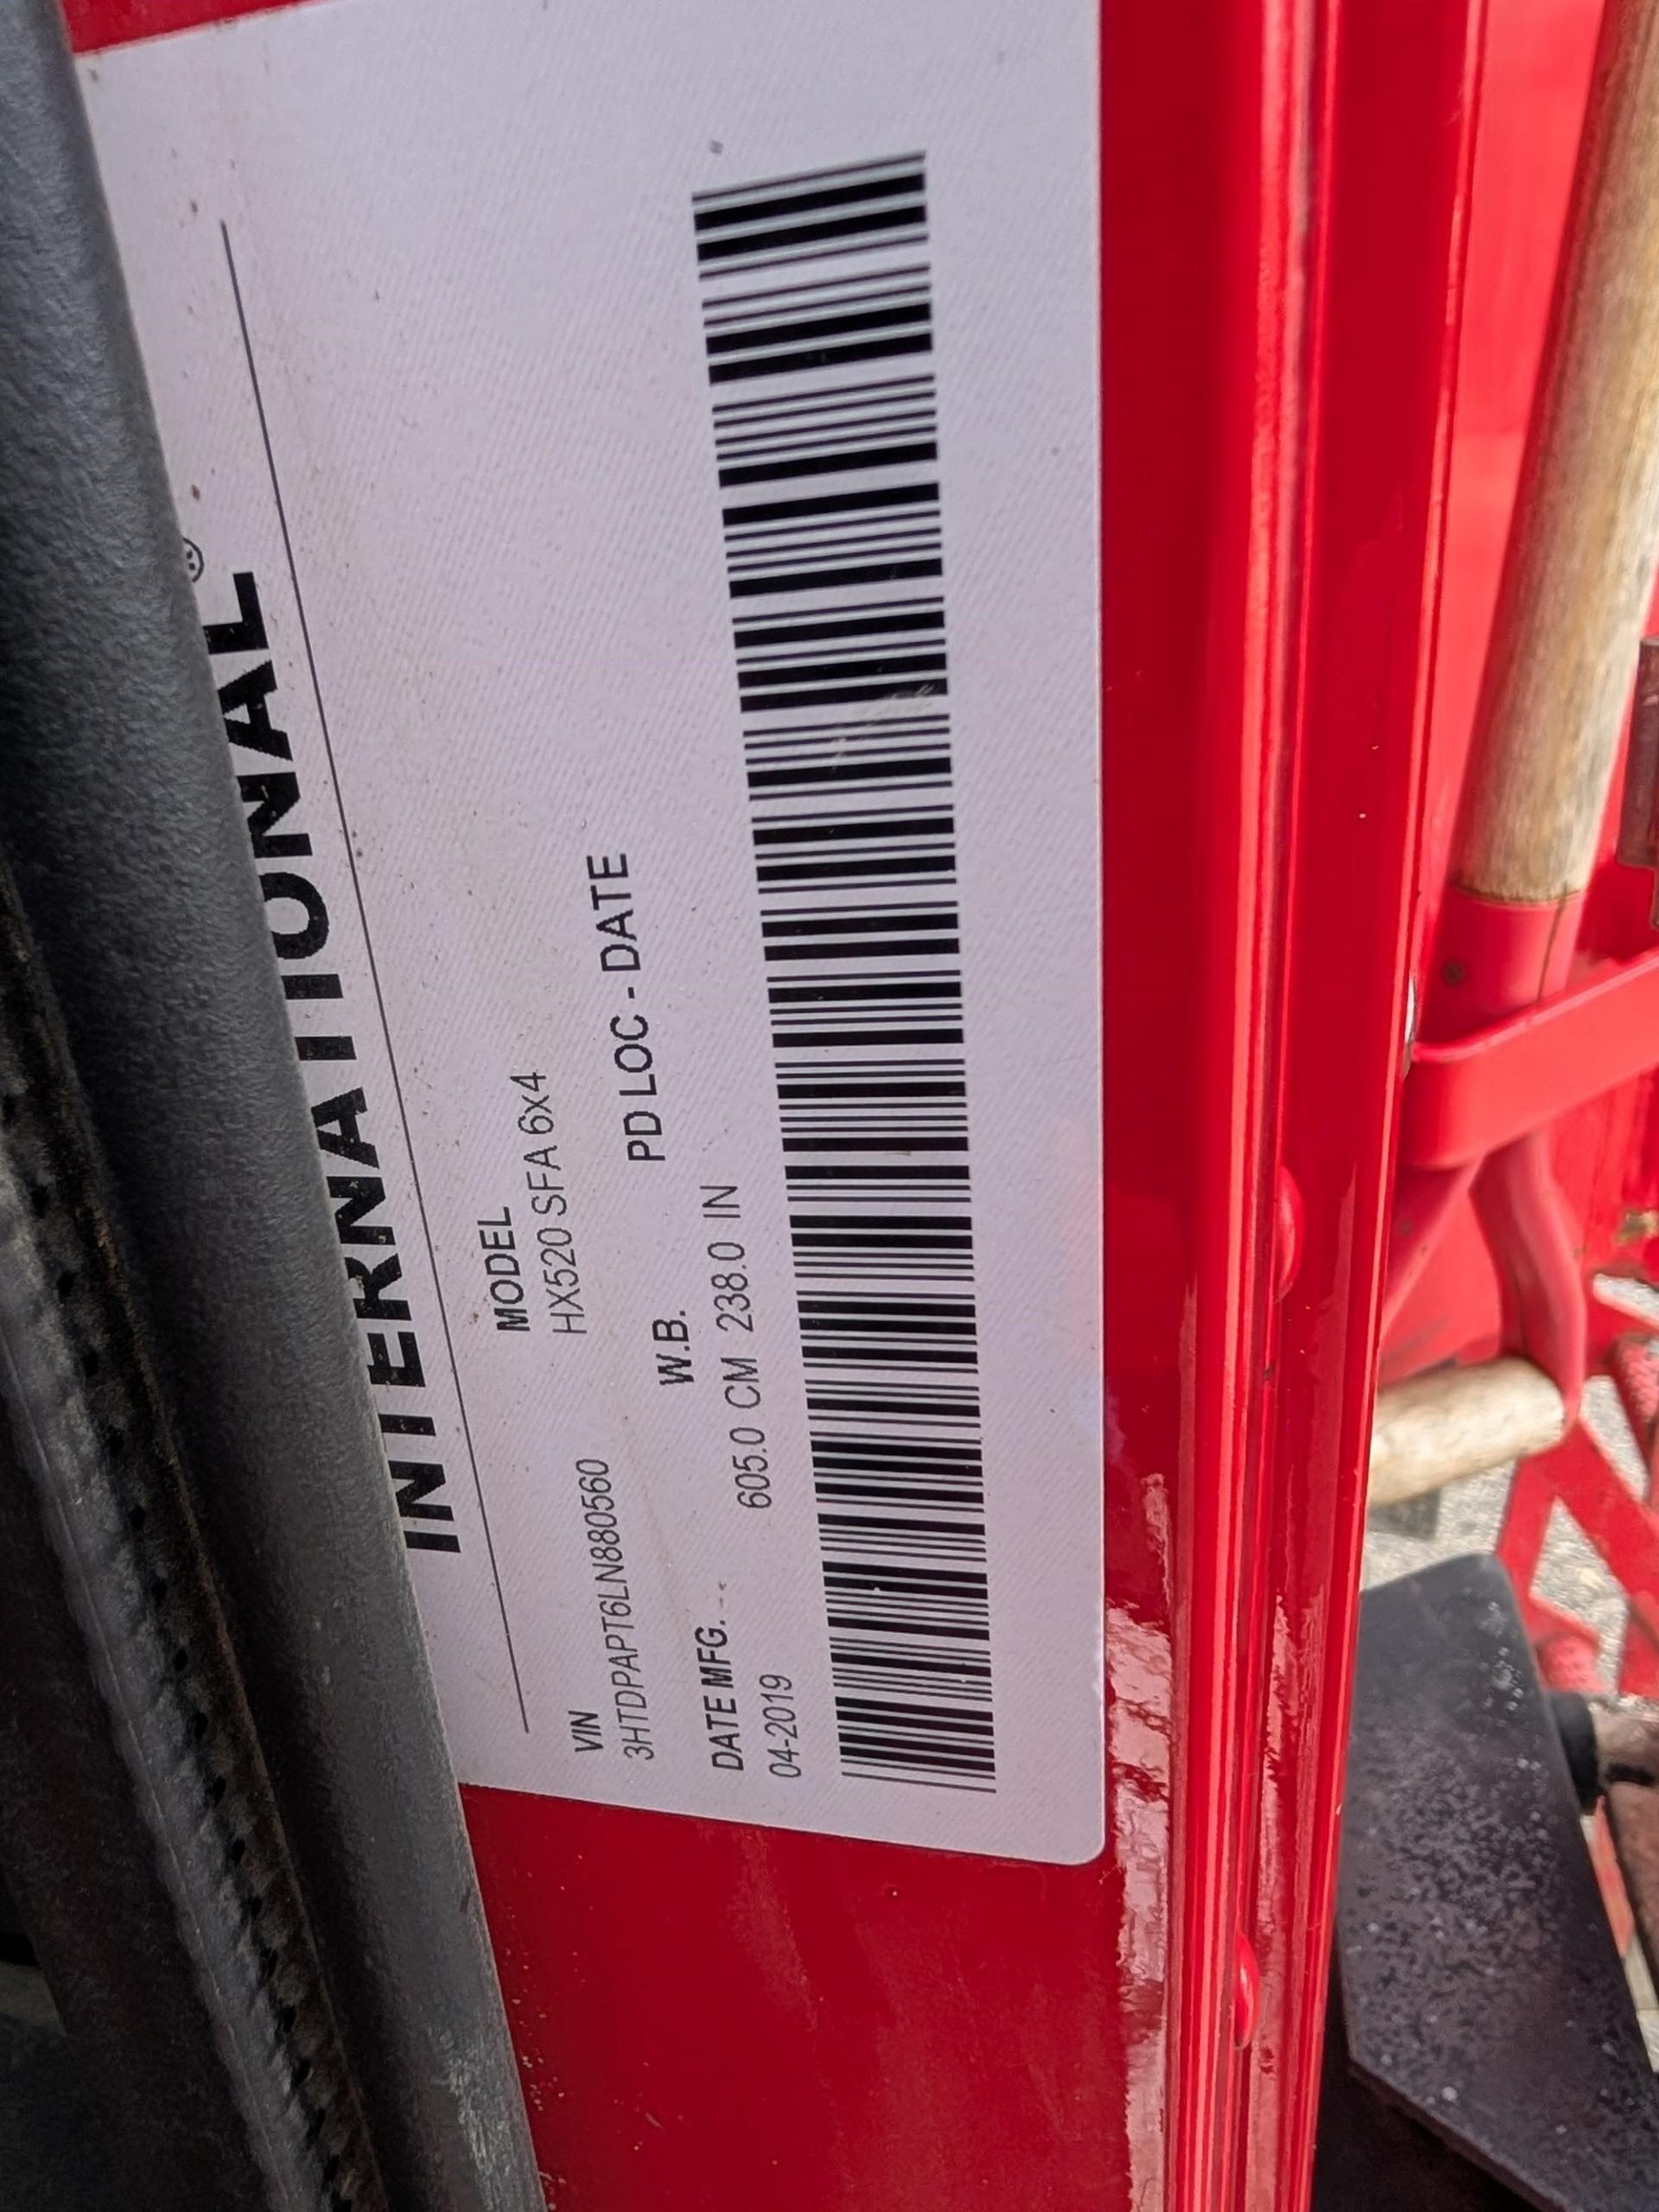 INTERNATIONAL®
VIN
3HTDPAPT6LN880560
MODEL
HX520 SFA 6x4
DATE MFG.
04-2019
W.B.
605.0 CM 238.0 IN
PD LOC - DATE